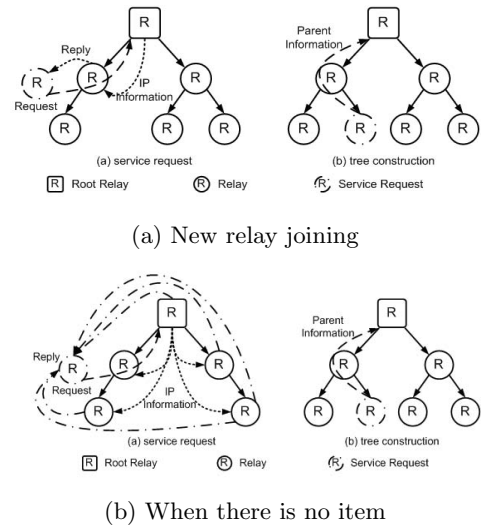 R
Reply
Parent
Information
R
R
R
IP
Information
R
R
Request
R
R
R
R
R
R
R
(a) service request
(b) tree construction
R Root Relay
R Relay
R Service Request
(a) New relay joining
R
R
Parent
Information
Reply
R
R
R
R
R
Request
IP
Information
R
R
R
R
R
R
(a) service request
(b) tree construction
R Root Relay
R Relay
R Service Request
(b) When there is no item